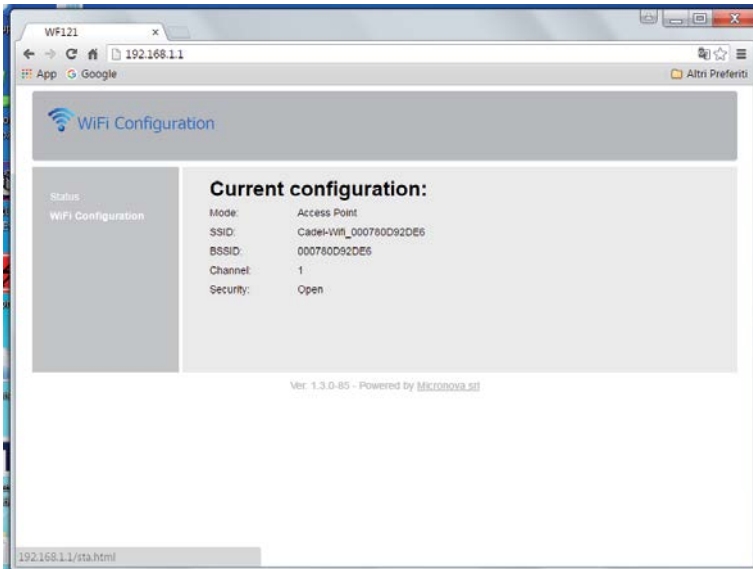 WF121
192.168.1.1
App Google Altri Preferiti
WiFi Configuration
Status
WiFi Configuration
Current configuration:
Mode: Access Point
SSID: Cadel-Wifi_000780D92DE6
BSSID: 000780D92DE6
Channel: 1
Security: Open
Ver. 1.3.0-85 - Powered by Micronova srl
192.168.1.1/sta.html